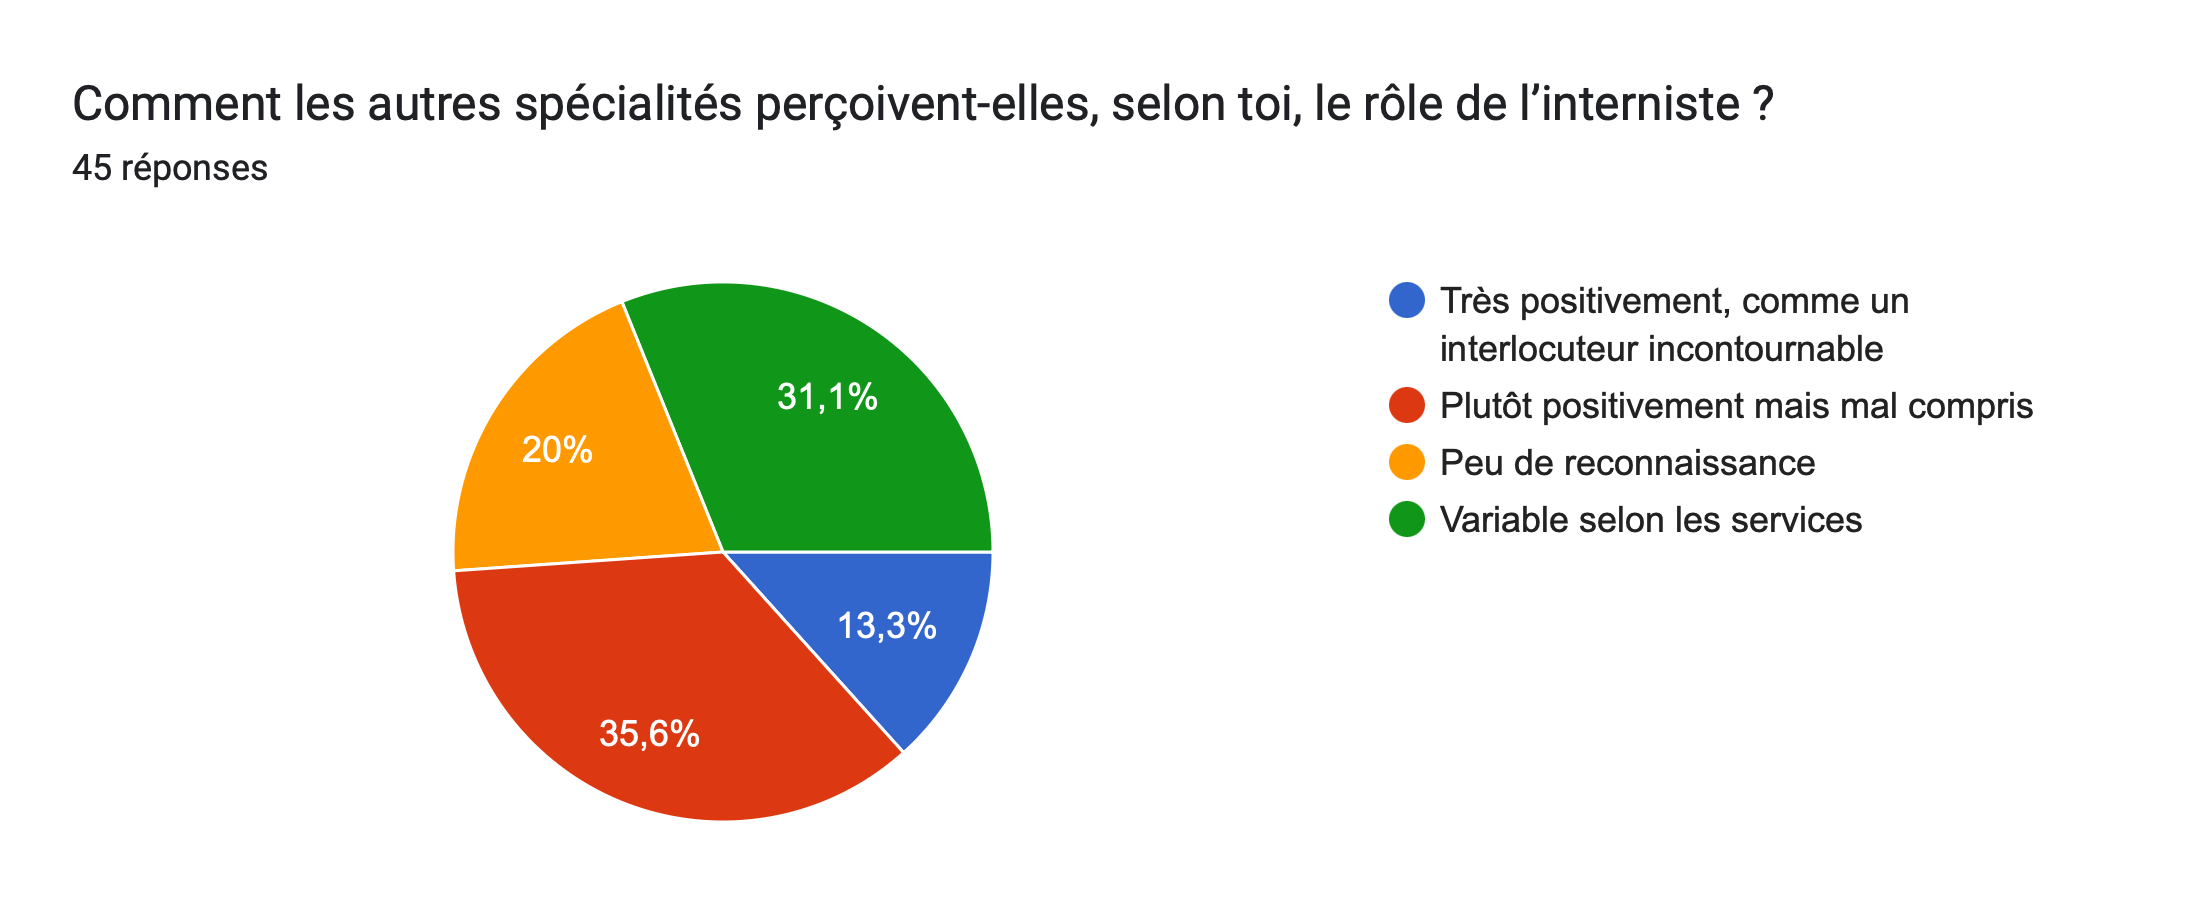 Comment les autres spécialités perçoivent-elles, selon toi, le rôle de l’interniste ?
45 réponses
31,1%
20%
13,3%
35,6%
Très positivement, comme un
interlocuteur incontournable
Plutôt positivement mais mal compris
Peu de reconnaissance
Variable selon les services